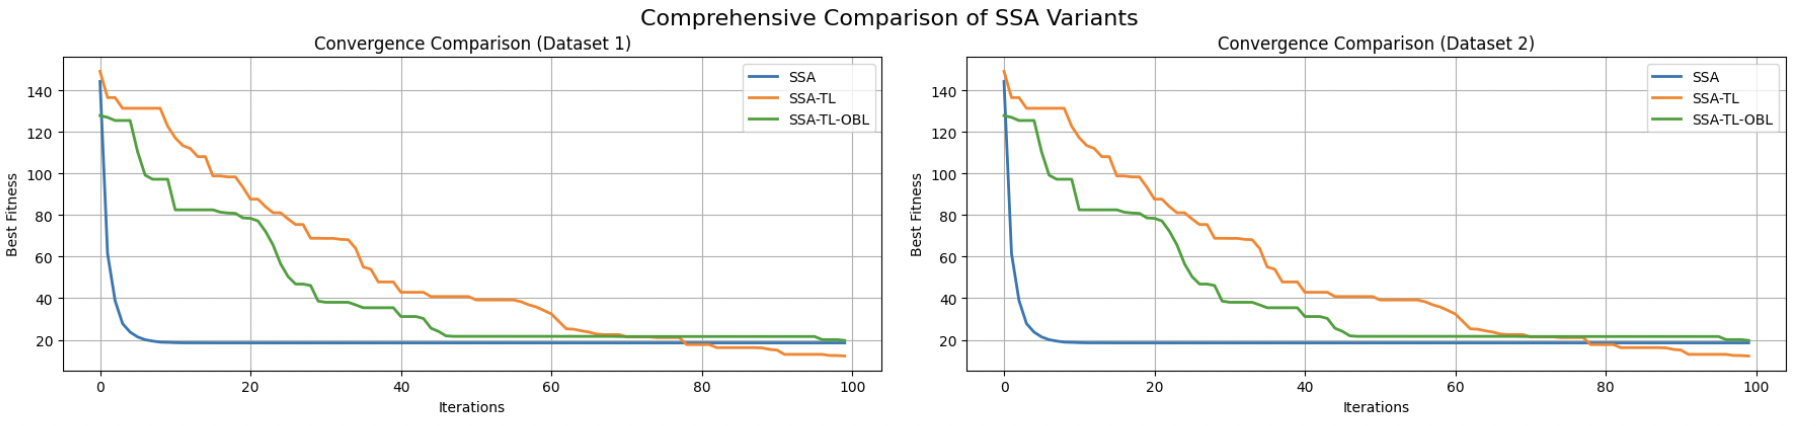 Comprehensive Comparison of SSA Variants
Convergence Comparison (Dataset 1)
Best Fitness
140
120
100
80
60
40
20
0
20
40
60
80
100
Iterations
SSA
SSA-TL
SSA-TL-OBL
Convergence Comparison (Dataset 2)
Best Fitness
140
120
100
80
60
40
20
0
20
40
60
80
100
Iterations
SSA
SSA-TL
SSA-TL-OBL